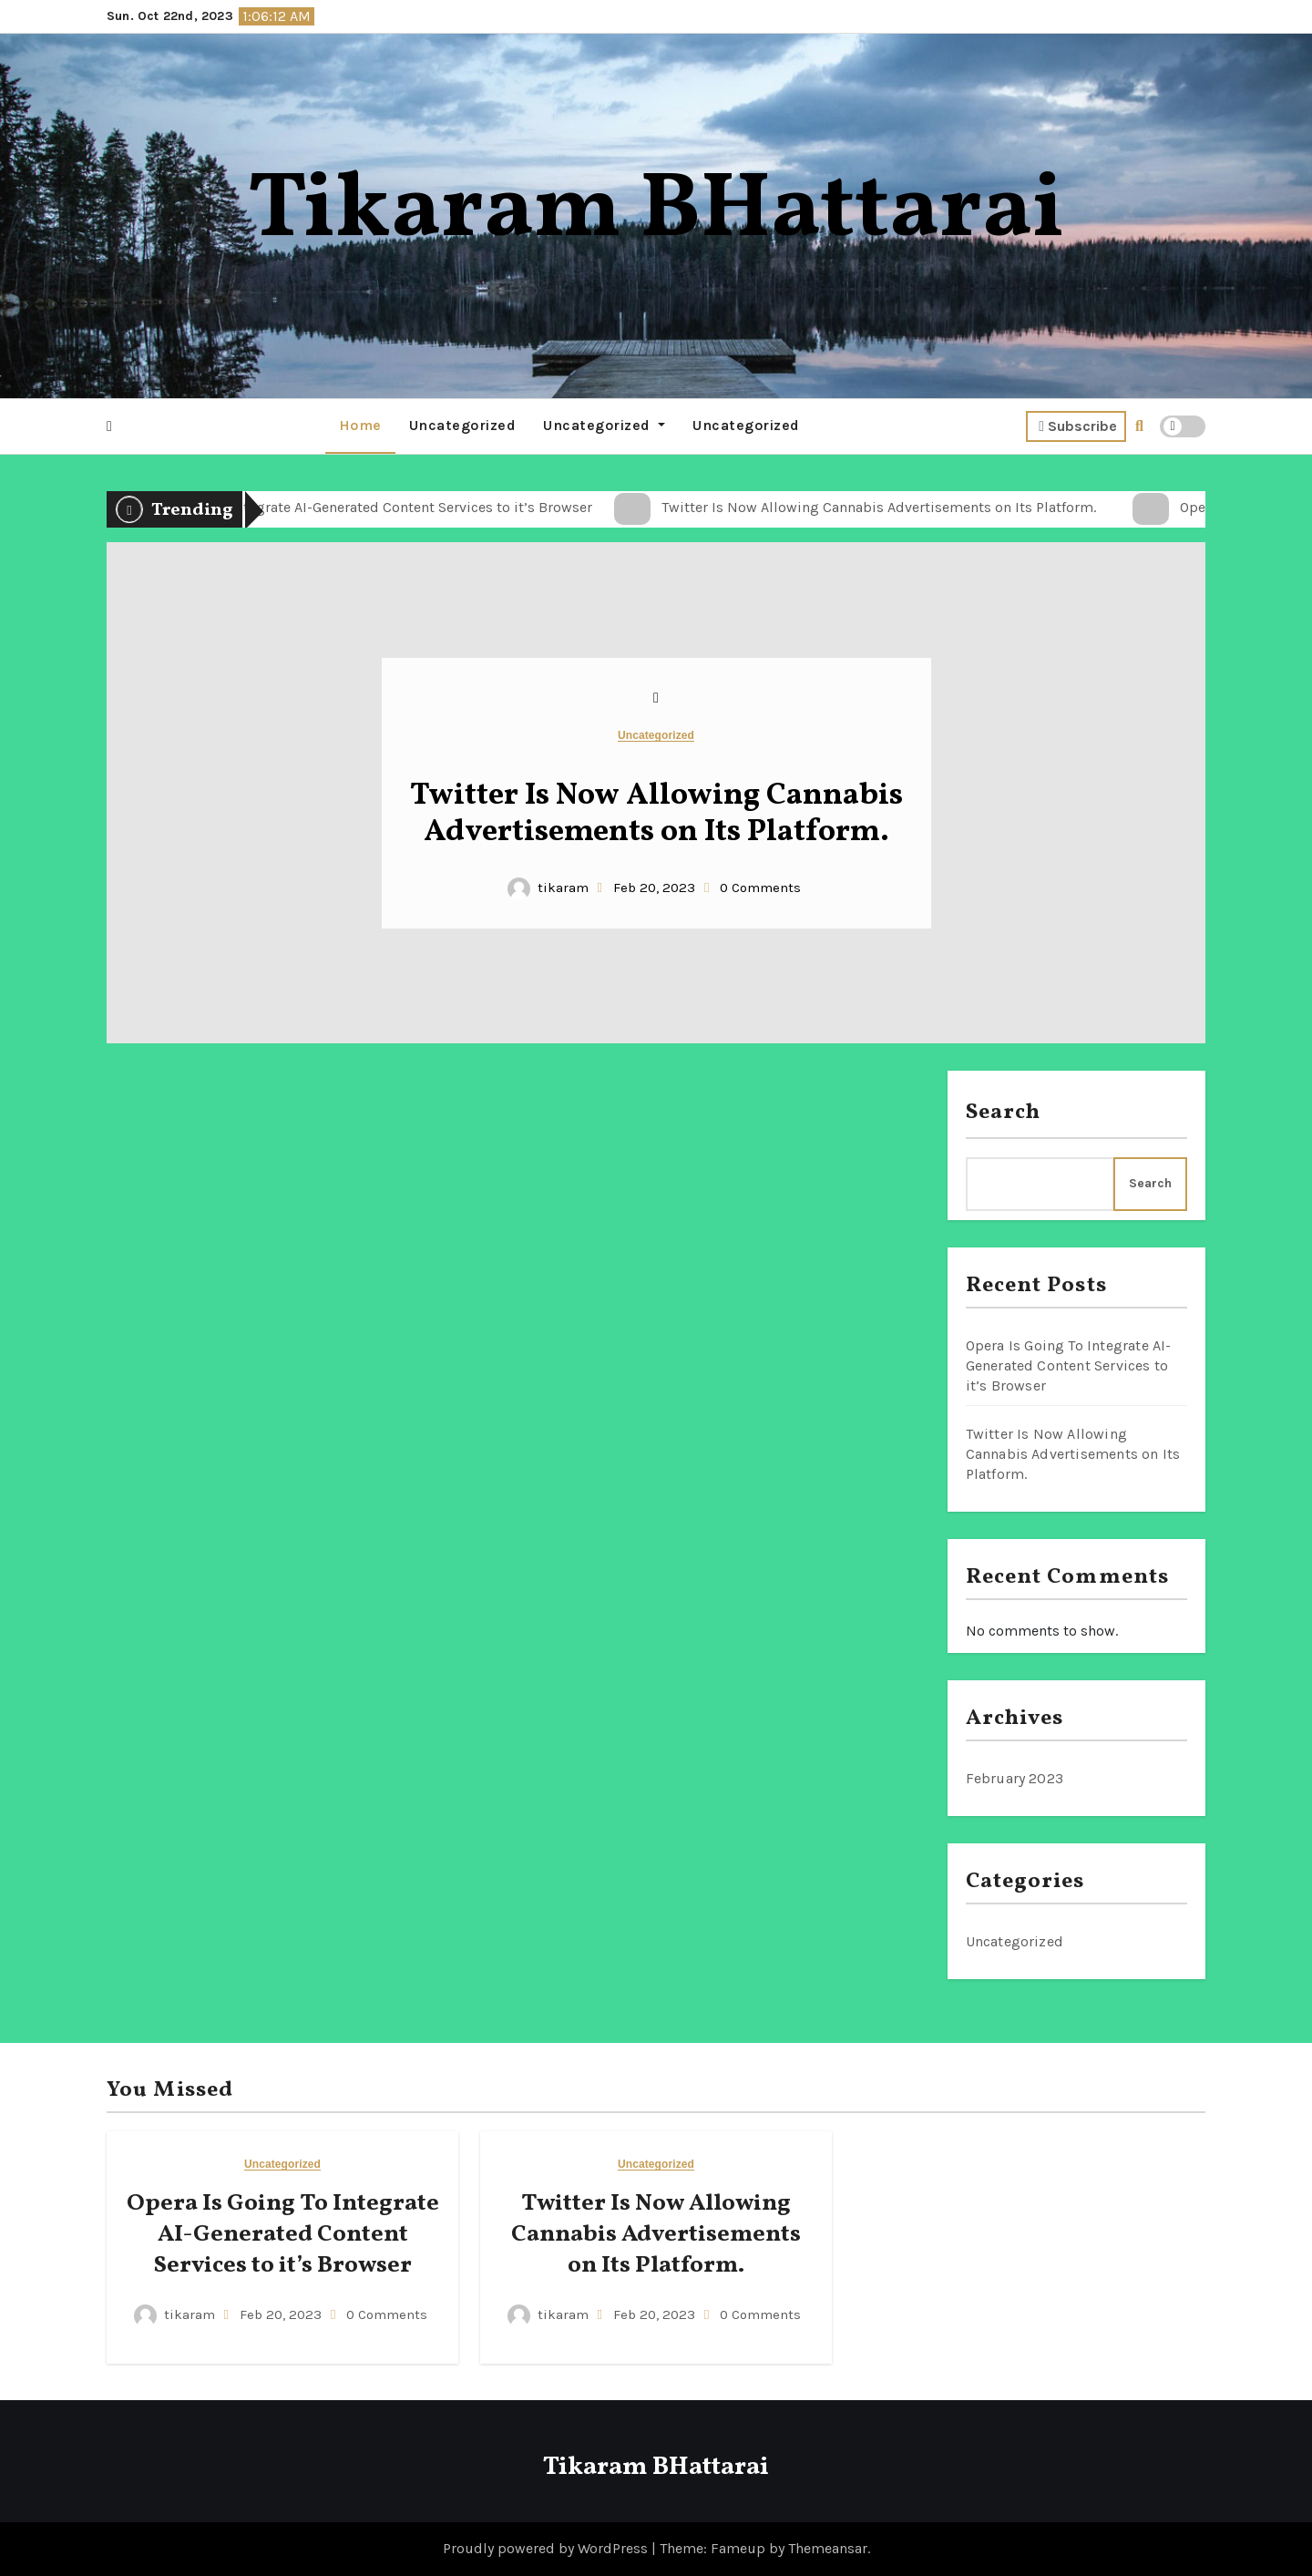 Sun. Oct 22nd, 2023 1:06:12 AM
Tikaram BHattarai
Home Uncategorized Uncategorized Uncategorized Subscribe
Trending grate AI-Generated Content Services to it’s Browser Twitter Is Now Allowing Cannabis Advertisements on Its Platform. Ope
Uncategorized
Twitter Is Now Allowing Cannabis
Advertisements on Its Platform.
tikaram Feb 20, 2023 0 Comments
Search
Search
Recent Posts
Opera Is Going To Integrate AI-
Generated Content Services to
it’s Browser
Twitter Is Now Allowing
Cannabis Advertisements on Its
Platform.
Recent Comments
No comments to show.
Archives
February 2023
Categories
Uncategorized
You Missed
Uncategorized
Opera Is Going To Integrate
AI-Generated Content
Services to it’s Browser
tikaram Feb 20, 2023 0 Comments
Uncategorized
Twitter Is Now Allowing
Cannabis Advertisements
on Its Platform.
tikaram Feb 20, 2023 0 Comments
Tikaram BHattarai
Proudly powered by WordPress | Theme: Fameup by Themeansar.